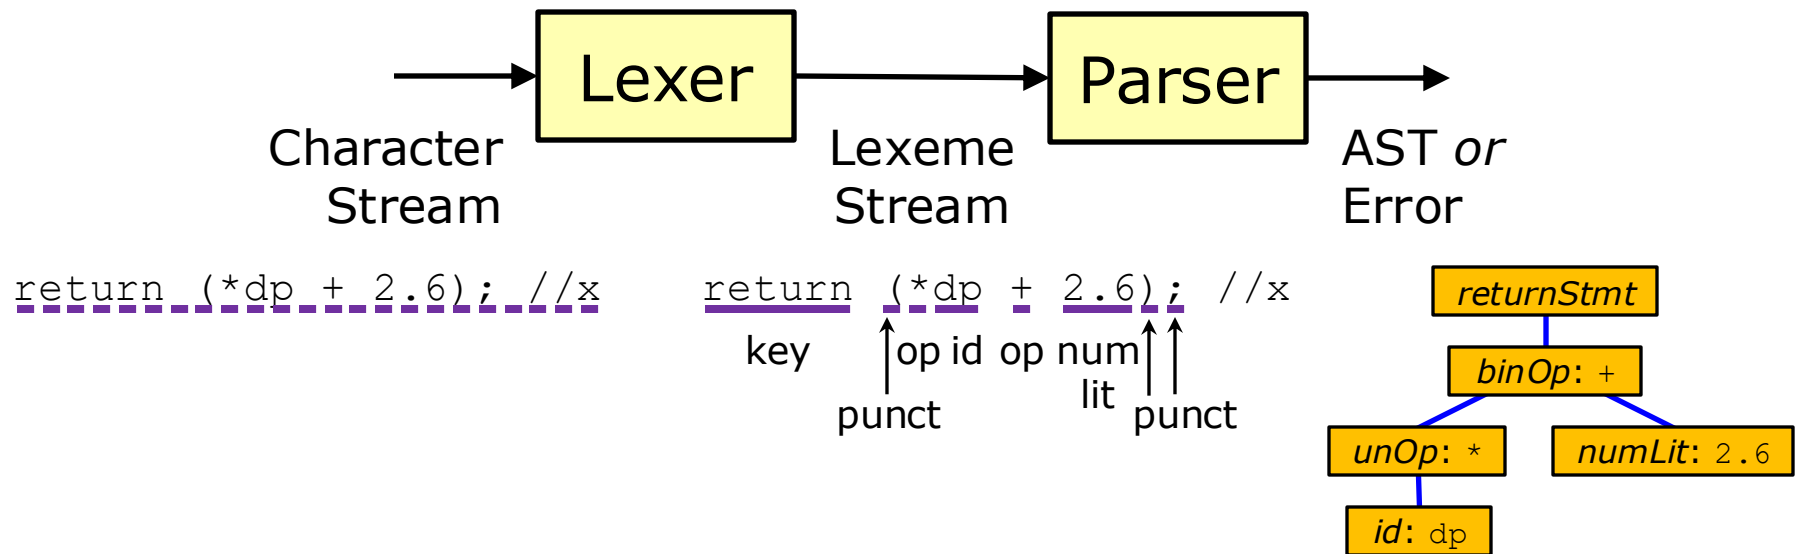 Lexer
Parser
Character
Stream
Lexeme
Stream
AST or
Error
return (*dp + 2.6); //x
return (*dp + 2.6); //x
key
op id op num
lit
punct
punct
returnStmt
binOp: +
unOp: *
numLit: 2.6
id: dp